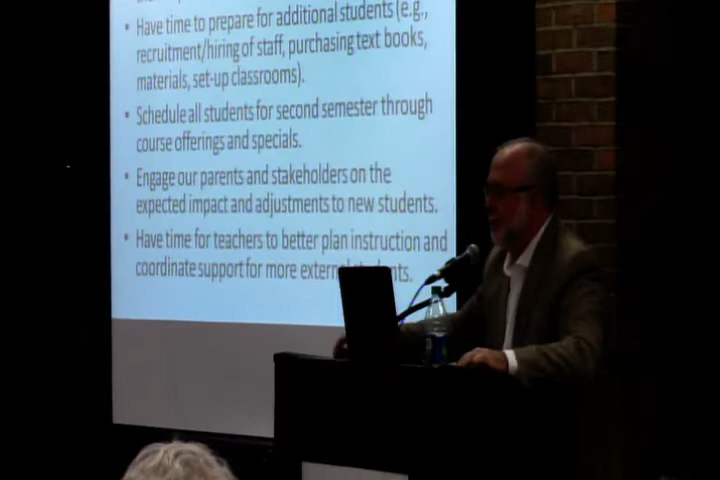 • Have time to prepare for additional students (e.g.,
recruitment/hiring of staff, purchasing text books,
materials, set-up classrooms).
• Schedule all students for second semester through
course offerings and specials.
• Engage our parents and stakeholders on the
expected impact and adjustments to new students.
• Have time for teachers to better plan instruction and
coordinate support for more external students.